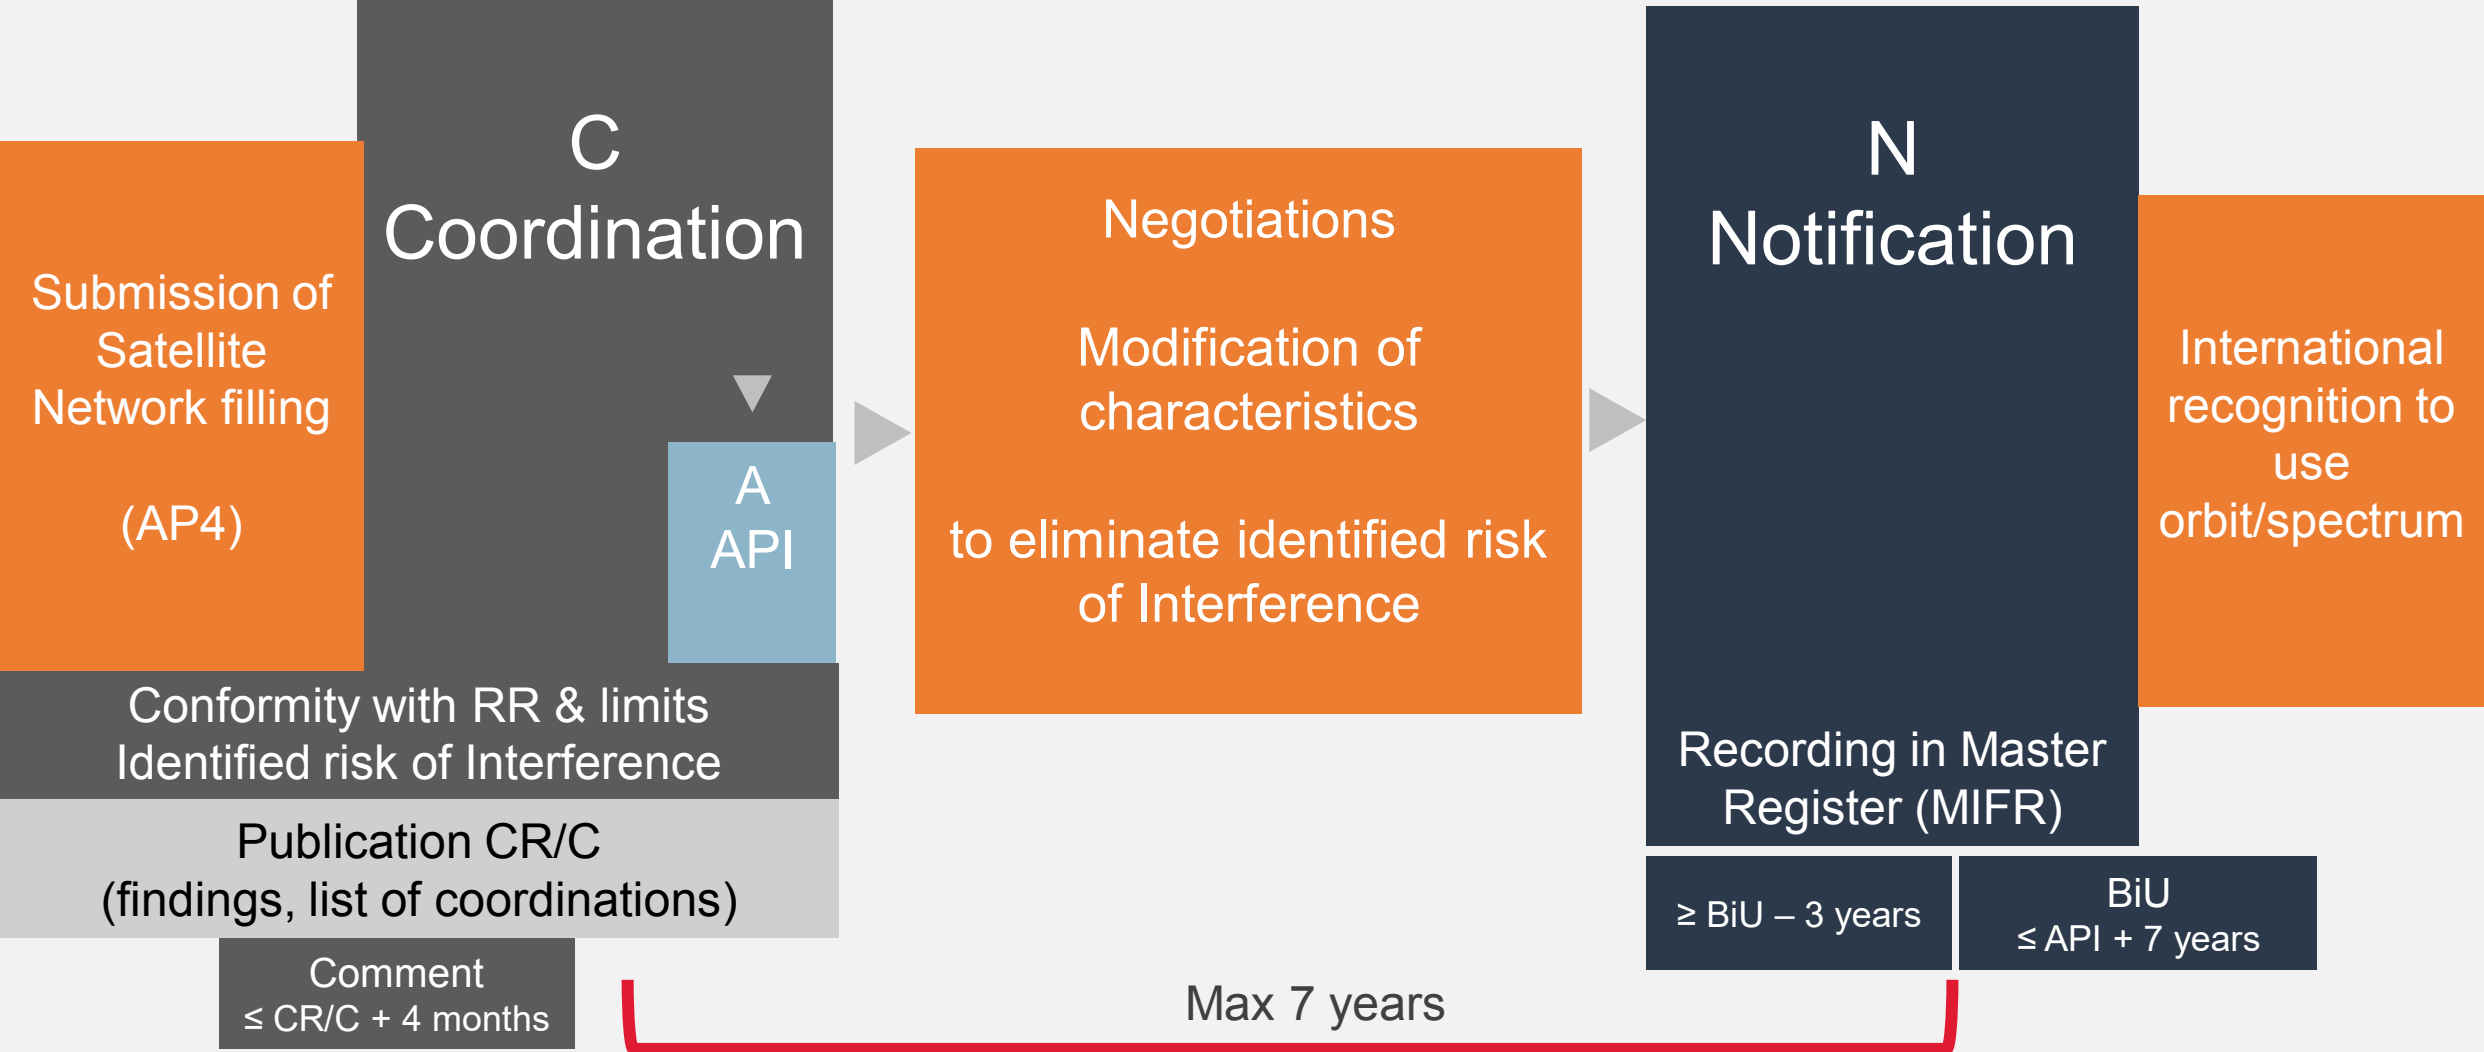 Submission of
Satellite
Network filling
(AP4)
C
Coordination
A
API
Conformity with RR & limits
Identified risk of Interference
Publication CR/C
(findings, list of coordinations)
Comment
≤ CR/C + 4 months
Negotiations
Modification of
characteristics
to eliminate identified risk
of Interference
Max 7 years
N
Notification
Recording in Master
Register (MIFR)
≥ BiU – 3 years
BiU
≤ API + 7 years
International
recognition to
use
orbit/spectrum